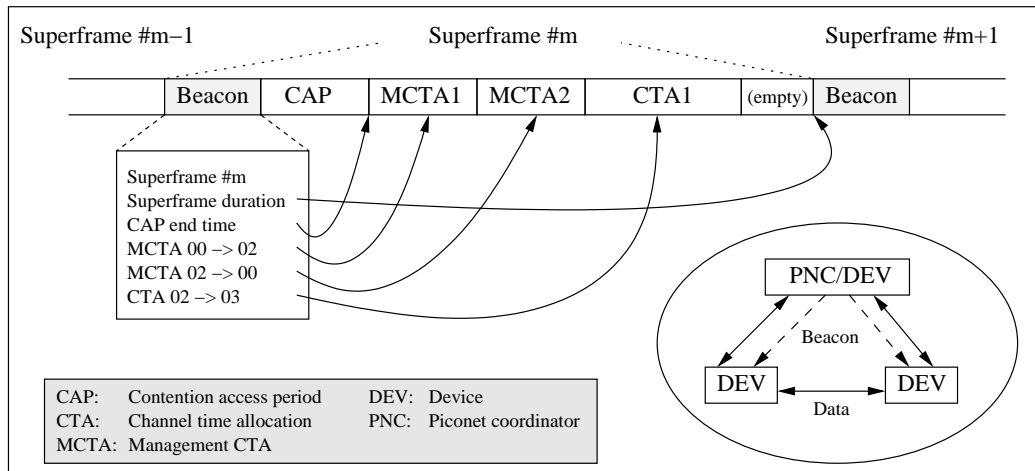 Superframe #m−1 Superframe #m Superframe #m+1
Beacon CAP MCTA1 MCTA2 CTA1 (empty) Beacon
Superframe #m
Superframe duration
CAP end time
MCTA 00 −> 02
MCTA 02 −> 00
CTA 02 −> 03
PNC/DEV
Beacon
DEV DEV
Data
CAP: Contention access period DEV: Device
CTA: Channel time allocation PNC: Piconet coordinator
MCTA: Management CTA